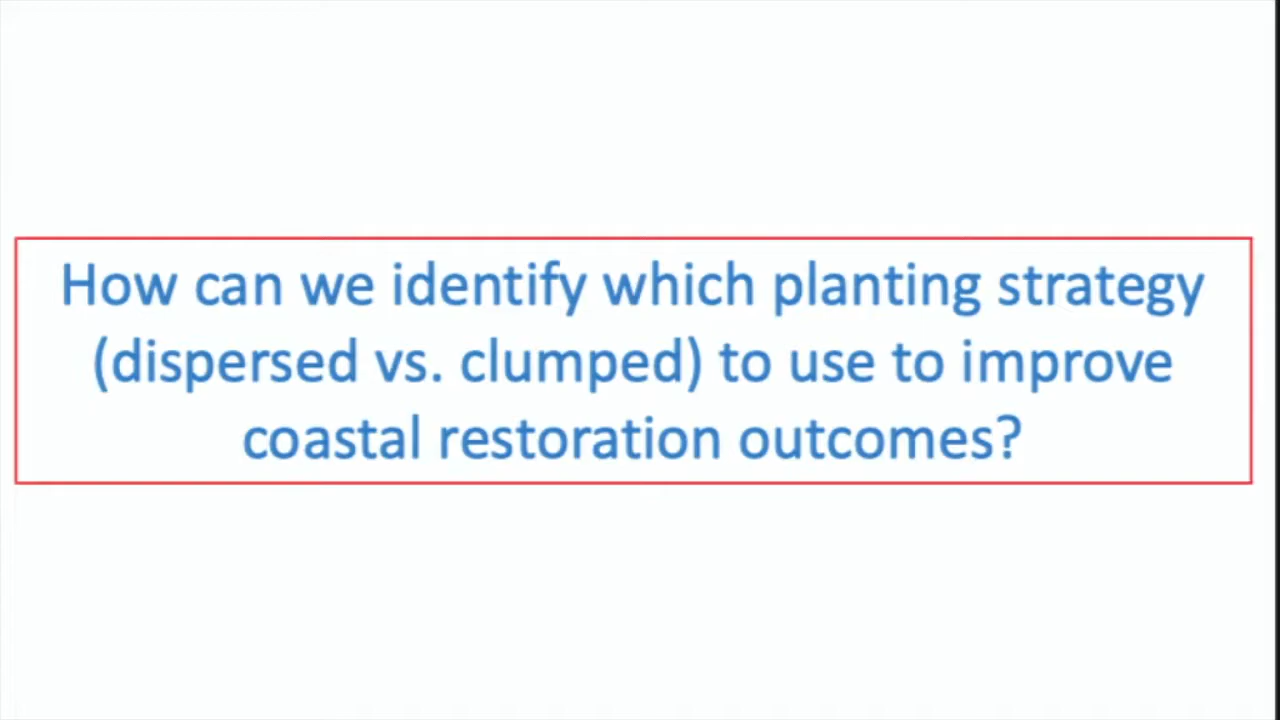 How can we identify which planting strategy
(dispersed vs. clumped) to use to improve
coastal restoration outcomes?